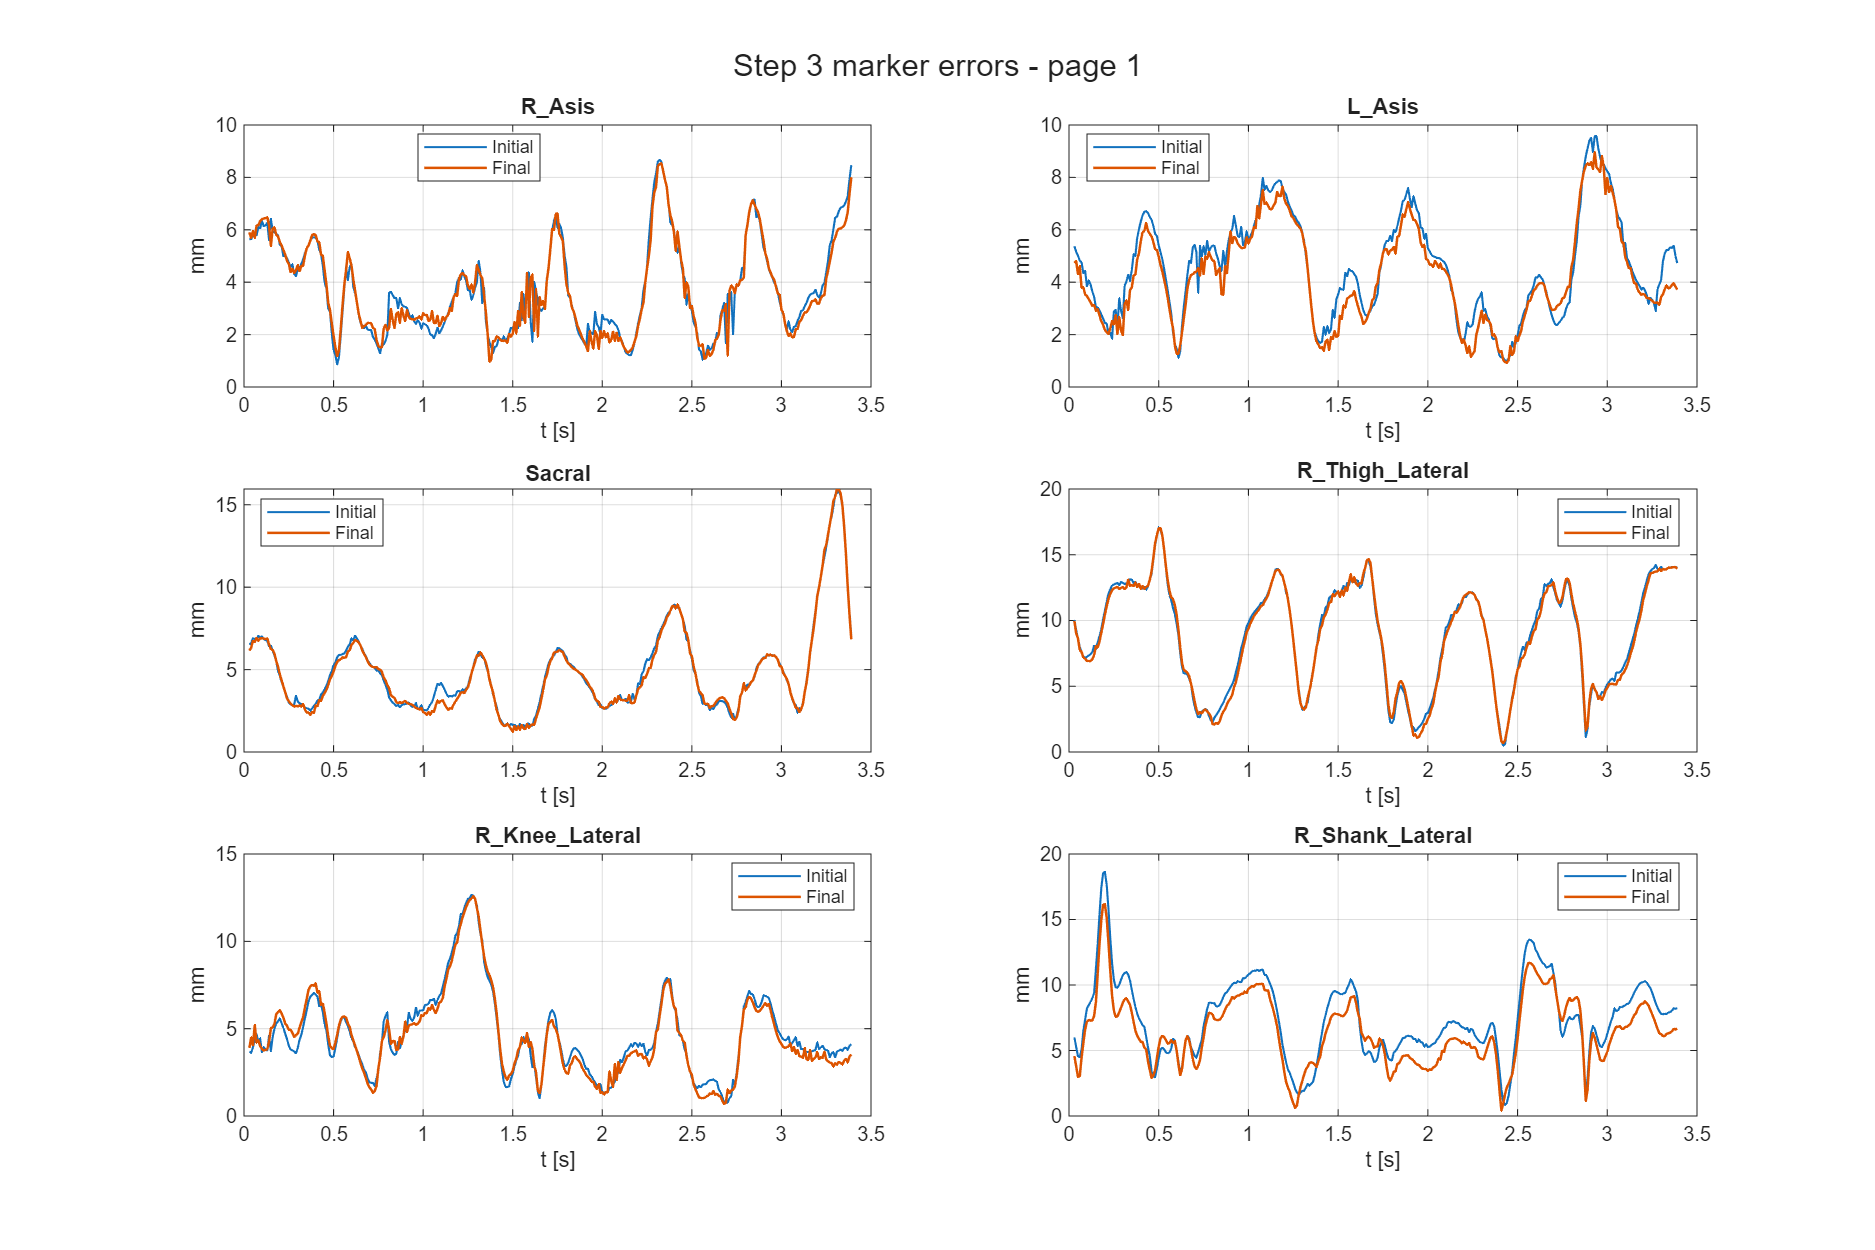 Step 3 marker errors - page 1
R_Asis
10
8
6
4
2
0
mm
Initial
Final
0 0.5 1 1.5 2 2.5 3 3.5
t [s]
L_Asis
10
8
6
4
2
0
mm
Initial
Final
0 0.5 1 1.5 2 2.5 3 3.5
t [s]
Sacral
15
10
5
0
mm
Initial
Final
0 0.5 1 1.5 2 2.5 3 3.5
t [s]
R_Thigh_Lateral
20
15
10
5
0
mm
Initial
Final
0 0.5 1 1.5 2 2.5 3 3.5
t [s]
R_Knee_Lateral
15
10
5
0
mm
Initial
Final
0 0.5 1 1.5 2 2.5 3 3.5
t [s]
R_Shank_Lateral
20
15
10
5
0
mm
Initial
Final
0 0.5 1 1.5 2 2.5 3 3.5
t [s]